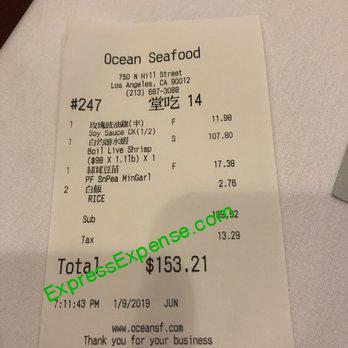 Ocean Seafood
750 N Hill Street
Los Angeles, CA 90012
(213) 687-3088
#247 堂吃 14
1 玫瑰豉油雞(半) F 11.98
Soy Sauce CK(1/2)
1 白灼游水蝦 S 107.80
Boil Live Shrimp
($98 X 1.1lb) X 1
1 蒜茸豆苗 F 17.38
PF SnPea MinGarl
2 白飯 2.76
RICE
Sub 139.92
Tax 13.29
Total $153.21
7:11:43 PM 1/9/2019 JUN
www.oceansf.com
Thank you for your business
ExpressExpense.com